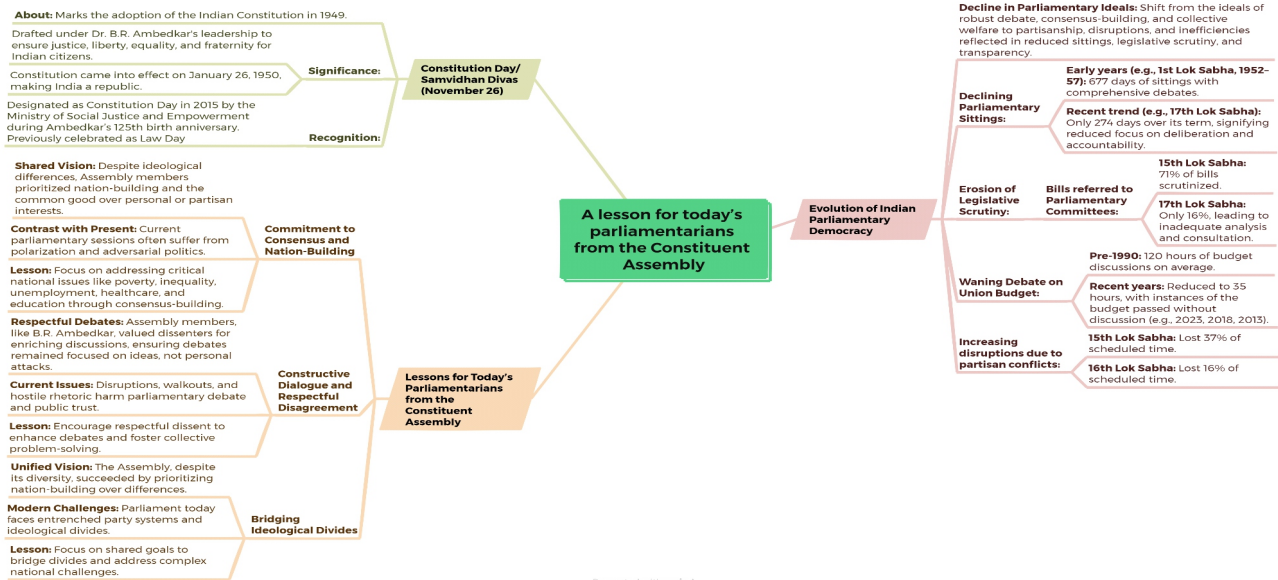 About: Marks the adoption of the Indian Constitution in 1949.
Drafted under Dr. B.R. Ambedkar's leadership to
ensure justice, liberty, equality, and fraternity for
Indian citizens.
Constitution came into effect on January 26, 1950,
making India a republic.
Significance:
Designated as Constitution Day in 2015 by the
Ministry of Social Justice and Empowerment
during Ambedkar's 125th birth anniversary.
Previously celebrated as Law Day
Recognition:
Constitution Day/
Samvidhan Divas
(November 26)
Shared Vision: Despite ideological
differences, Assembly members
prioritized nation-building and the
common good over personal or partisan
interests.
Contrast with Present: Current
parliamentary sessions often suffer from
polarization and adversarial politics.
Lesson: Focus on addressing critical
national issues like poverty, inequality,
unemployment, healthcare, and
education through consensus-building.
Commitment to
Consensus and
Nation-Building
Respectful Debates: Assembly members,
like B.R. Ambedkar, valued dissenters for
enriching discussions, ensuring debates
remained focused on ideas, not personal
attacks.
Current Issues: Disruptions, walkouts, and
hostile rhetoric harm parliamentary debate
and public trust.
Lesson: Encourage respectful dissent to
enhance debates and foster collective
problem-solving.
Constructive
Dialogue and
Respectful
Disagreement
Unified Vision: The Assembly, despite
its diversity, succeeded by prioritizing
nation-building over differences.
Modern Challenges: Parliament today
faces entrenched party systems and
ideological divides.
Lesson: Focus on shared goals to
bridge divides and address complex
national challenges.
Bridging
Ideological Divides
Lessons for Today's
Parliamentarians
from the
Constituent
Assembly
A lesson for today's
parliamentarians
from the Constituent
Assembly
Evolution of Indian
Parliamentary
Democracy
Decline in Parliamentary Ideals: Shift from the ideals of
robust debate, consensus-building, and collective
welfare to partisanship, disruptions, and inefficiencies
reflected in reduced sittings, legislative scrutiny, and
transparency.
Declining
Parliamentary
Sittings:
Early years (e.g., 1st Lok Sabha, 1952–
57): 677 days of sittings with
comprehensive debates.
Recent trend (e.g., 17th Lok Sabha):
Only 274 days over its term, signifying
reduced focus on deliberation and
accountability.
Erosion of
Legislative
Scrutiny:
Bills referred to
Parliamentary
Committees:
15th Lok Sabha:
71% of bills
scrutinized.
17th Lok Sabha:
Only 16%, leading to
inadequate analysis
and consultation.
Waning Debate on
Union Budget:
Pre-1990: 120 hours of budget
discussions on average.
Recent years: Reduced to 35
hours, with instances of the
budget passed without
discussion (e.g., 2023, 2018, 2013).
Increasing
disruptions due to
partisan conflicts:
15th Lok Sabha: Lost 37% of
scheduled time.
16th Lok Sabha: Lost 16% of
scheduled time.